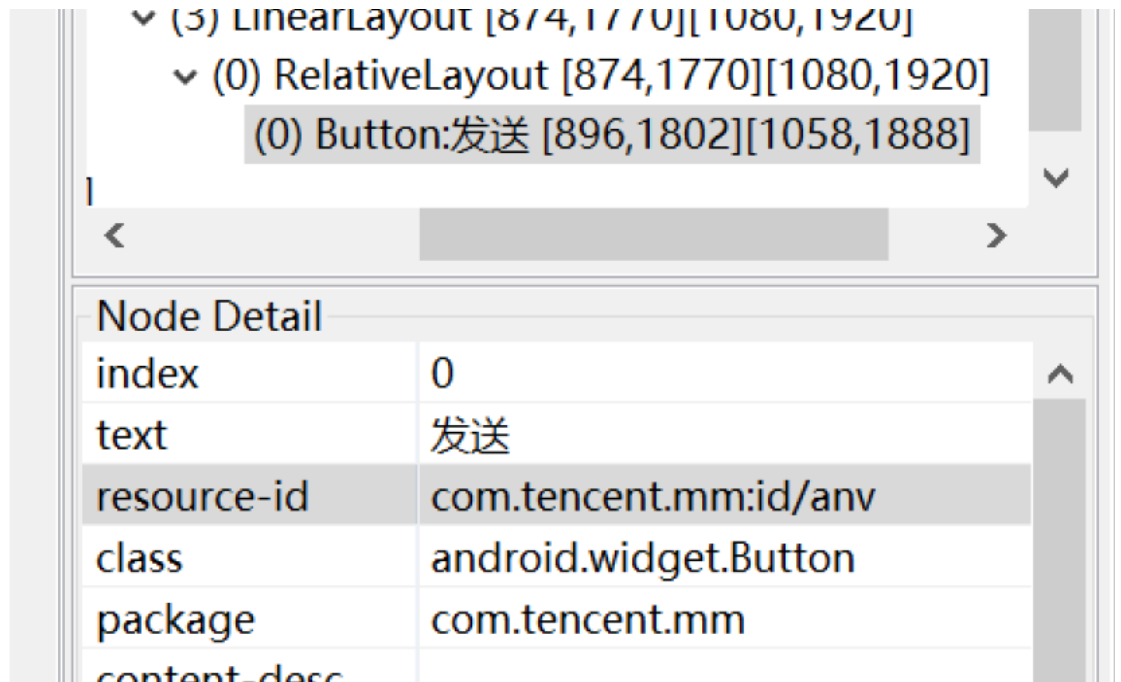 (3) LinearLayout [874,1770][1080,1920]
(0) RelativeLayout [874,1770][1080,1920]
(0) Button:发送 [896,1802][1058,1888]
]
Node Detail
index 0
text 发送
resource-id com.tencent.mm:id/anv
class android.widget.Button
package com.tencent.mm
content-desc